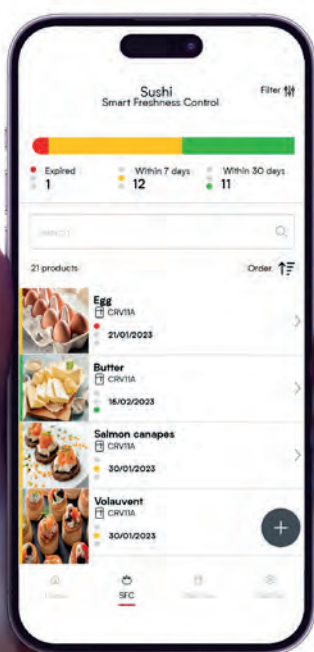 Sushi
Filter
Smart Freshness Control
Expired
1
Within 7 days
12
Within 30 days
11
21 products
Order
Egg
CRV11A
21/01/2023
Butter
CRV11A
15/02/2023
Salmon canapes
CRV11A
30/01/2023
Volauvent
CRV11A
30/01/2023
SFC